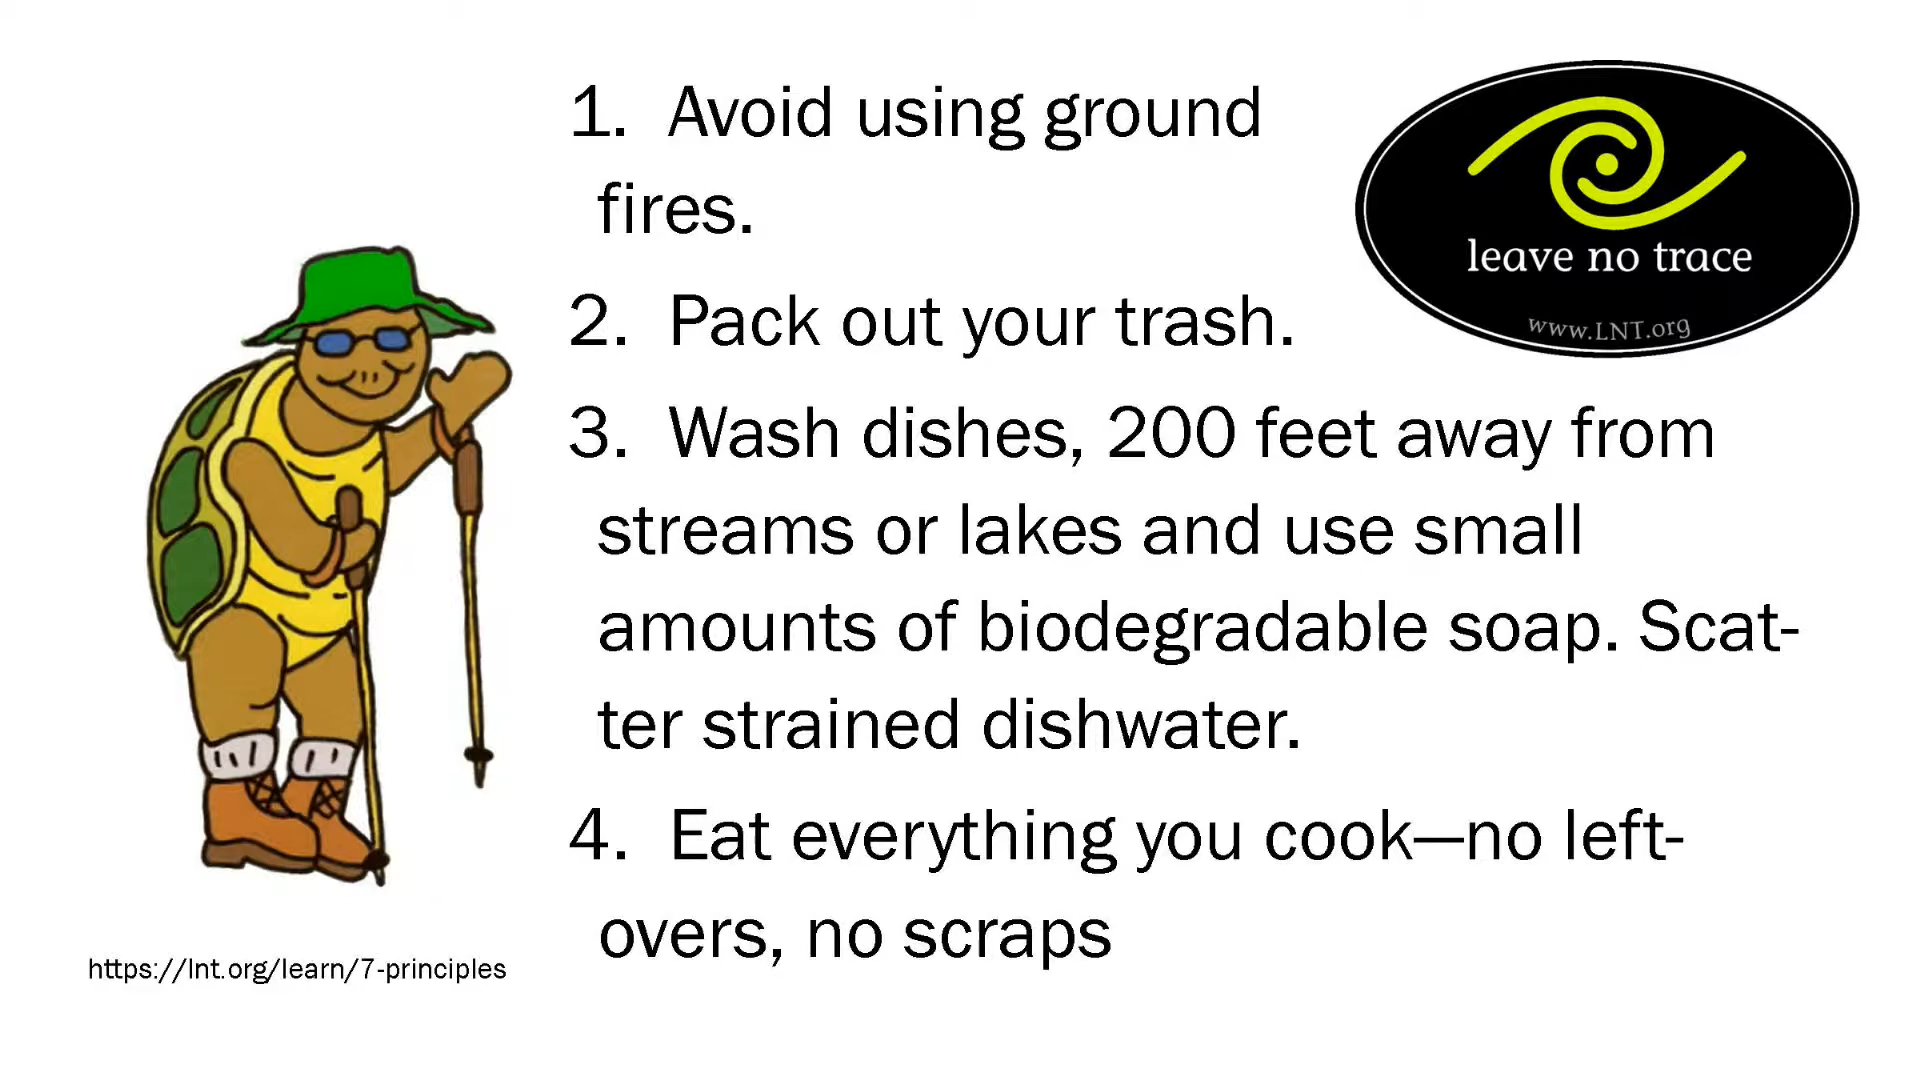 1. Avoid using ground
fires.
2. Pack out your trash.
3. Wash dishes, 200 feet away from
streams or lakes and use small
amounts of biodegradable soap. Scat-
ter strained dishwater.
4. Eat everything you cook—no left-
overs, no scraps
leave no trace
www.LNT.org
https://lnt.org/learn/7-principles